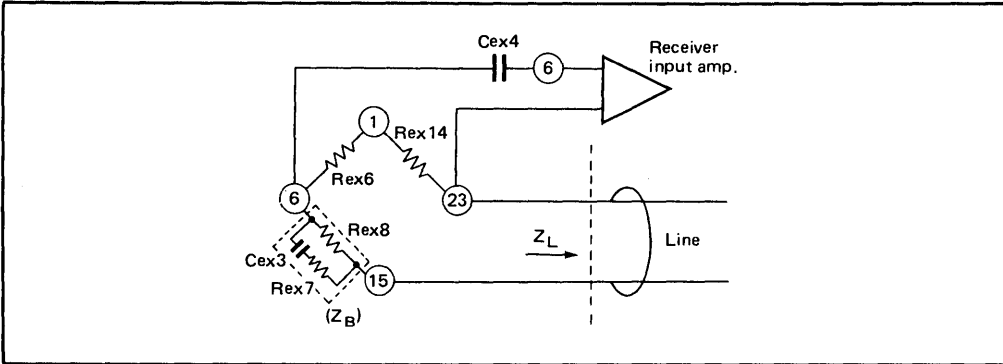 Cex4
6
Receiver
input amp.
1
Rex14
Rex6
6
23
Rex8
Cex3
Rex7
(ZB)
15
ZL
Line